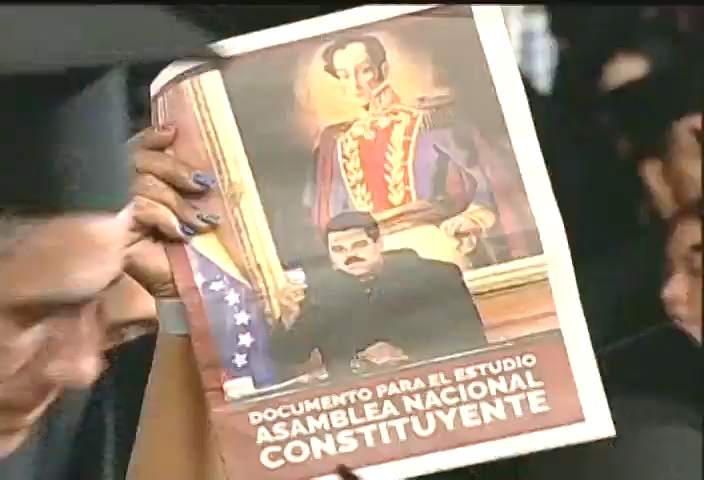 DOCUMENTO PARA EL ESTUDIO
ASAMBLEA NACIONAL
CONSTITUYENTE